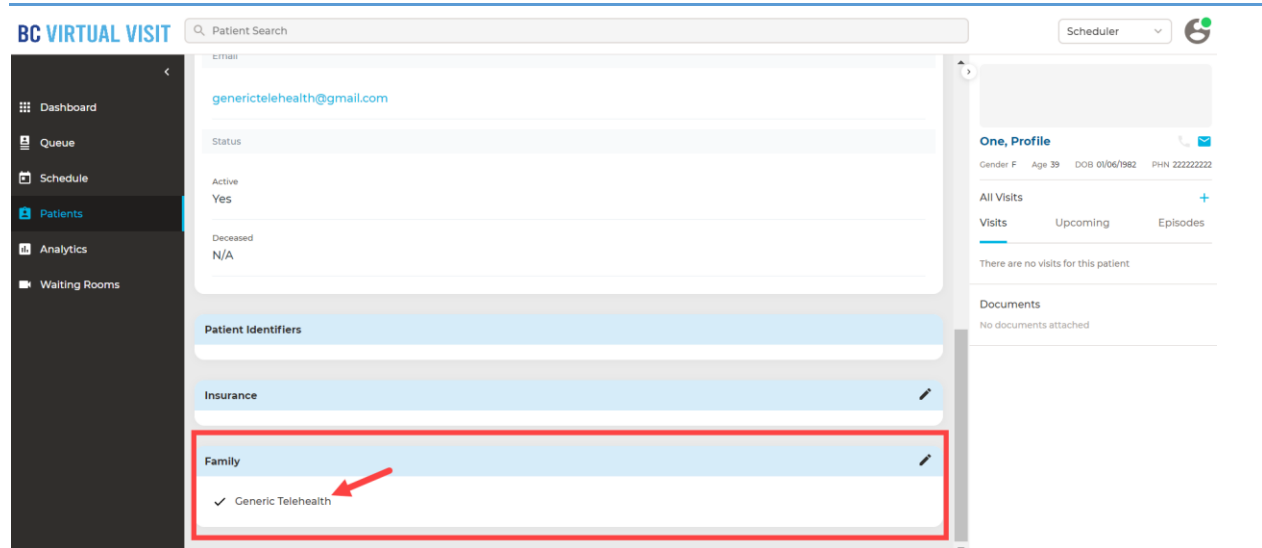 BC VIRTUAL VISIT
Patient Search
Scheduler
Dashboard
Queue
Schedule
Patients
Analytics
Waiting Rooms
Email
generictelehealth@gmail.com
Status
Active
Yes
Deceased
N/A
Patient Identifiers
Insurance
Family
Generic Telehealth
One, Profile
Gender F Age 39 DOB 01/06/1982 PHN 222222222
All Visits
Visits Upcoming Episodes
There are no visits for this patient
Documents
No documents attached